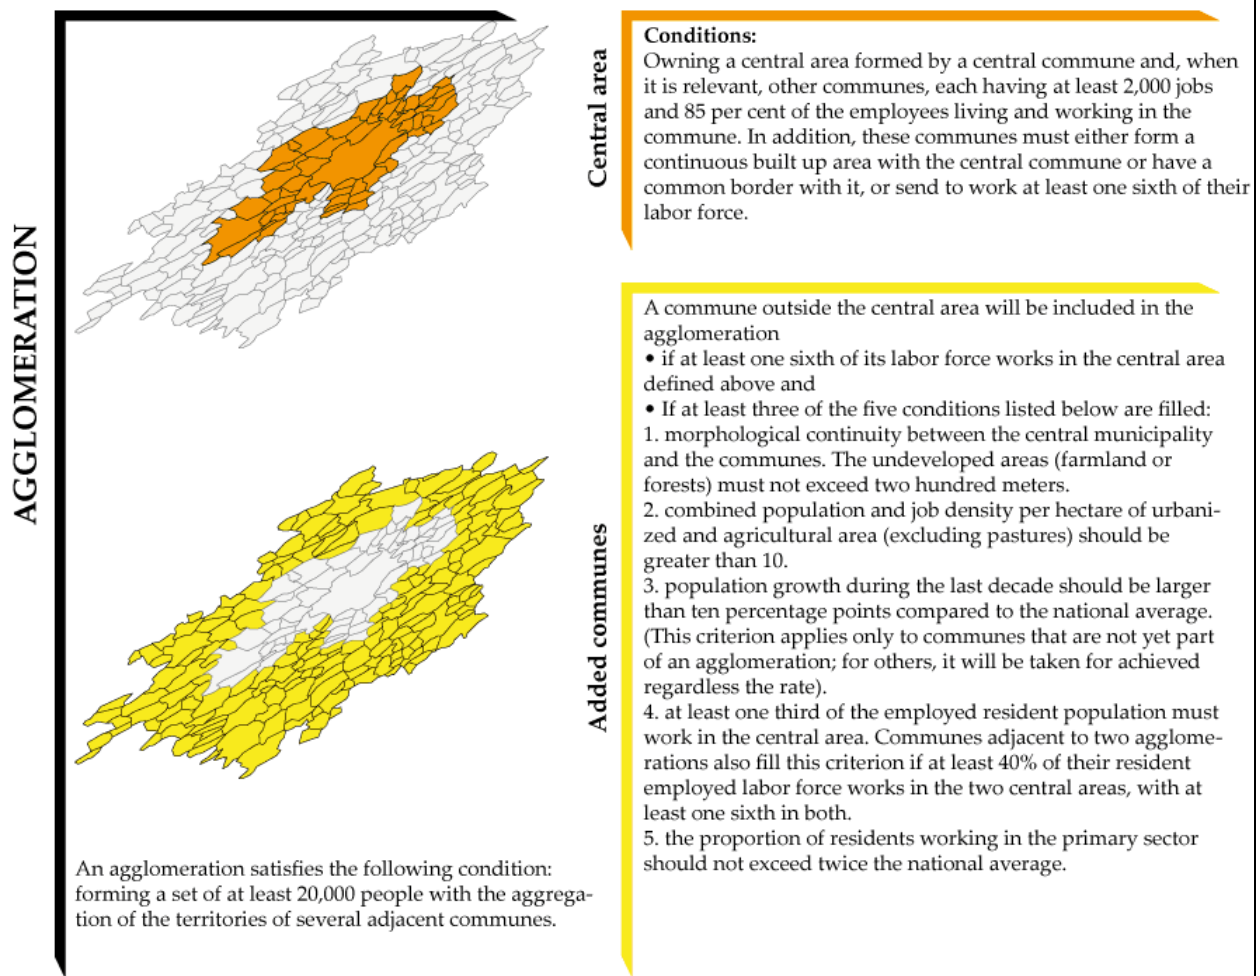 AGGLOMERATION
An agglomeration satisfies the following condition:
forming a set of at least 20,000 people with the aggrega-
tion of the territories of several adjacent communes.
Central area
Conditions:
Owning a central area formed by a central commune and, when
it is relevant, other communes, each having at least 2,000 jobs
and 85 per cent of the employees living and working in the
commune. In addition, these communes must either form a
continuous built up area with the central commune or have a
common border with it, or send to work at least one sixth of their
labor force.
Added communes
A commune outside the central area will be included in the
agglomeration
• if at least one sixth of its labor force works in the central area
defined above and
• If at least three of the five conditions listed below are filled:
1. morphological continuity between the central municipality
and the communes. The undeveloped areas (farmland or
forests) must not exceed two hundred meters.
2. combined population and job density per hectare of urbani-
zed and agricultural area (excluding pastures) should be
greater than 10.
3. population growth during the last decade should be larger
than ten percentage points compared to the national average.
(This criterion applies only to communes that are not yet part
of an agglomeration; for others, it will be taken for achieved
regardless the rate).
4. at least one third of the employed resident population must
work in the central area. Communes adjacent to two agglome-
rations also fill this criterion if at least 40% of their resident
employed labor force works in the two central areas, with at
least one sixth in both.
5. the proportion of residents working in the primary sector
should not exceed twice the national average.